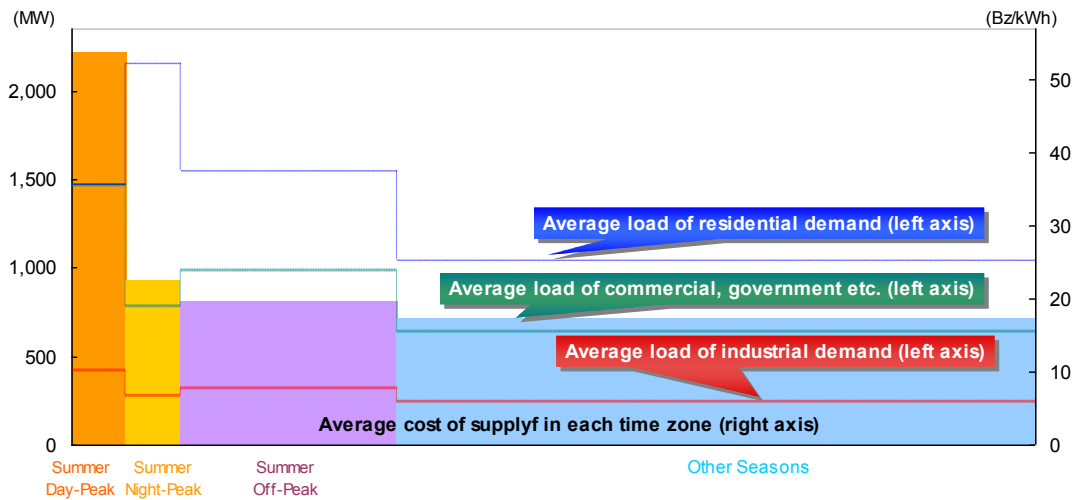 (MW)
(Bz/kWh)
2,000
1,500
1,000
500
0
50
40
30
20
10
0
Average load of residential demand (left axis)
Average load of commercial, government etc. (left axis)
Average load of industrial demand (left axis)
Average cost of supplyf in each time zone (right axis)
Summer
Day-Peak
Summer
Night-Peak
Summer
Off-Peak
Other Seasons